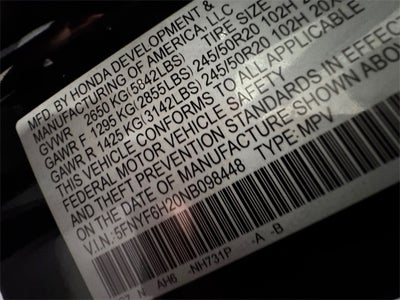 MFD. BY HONDA DEVELOPMENT &
MANUFACTURING OF AMERICA, LLC
GVWR 2650 KG(5842LBS) TIRE SIZE
GAWR F 1295 KG(2855LBS) 245/50R20 102H
GAWR R 1425 KG(3142LBS) 245/50R20 102H
THIS VEHICLE CONFORMS TO ALL APPLICABLE
FEDERAL MOTOR VEHICLE SAFETY
AND THEFT PREVENTION STANDARDS IN EFFECT
ON THE DATE OF MANUFACTURE SHOWN ABOVE
V.I.N.:5FNYF6H20NB098448 TYPE:MPV
AH6 -NH731P -A -B